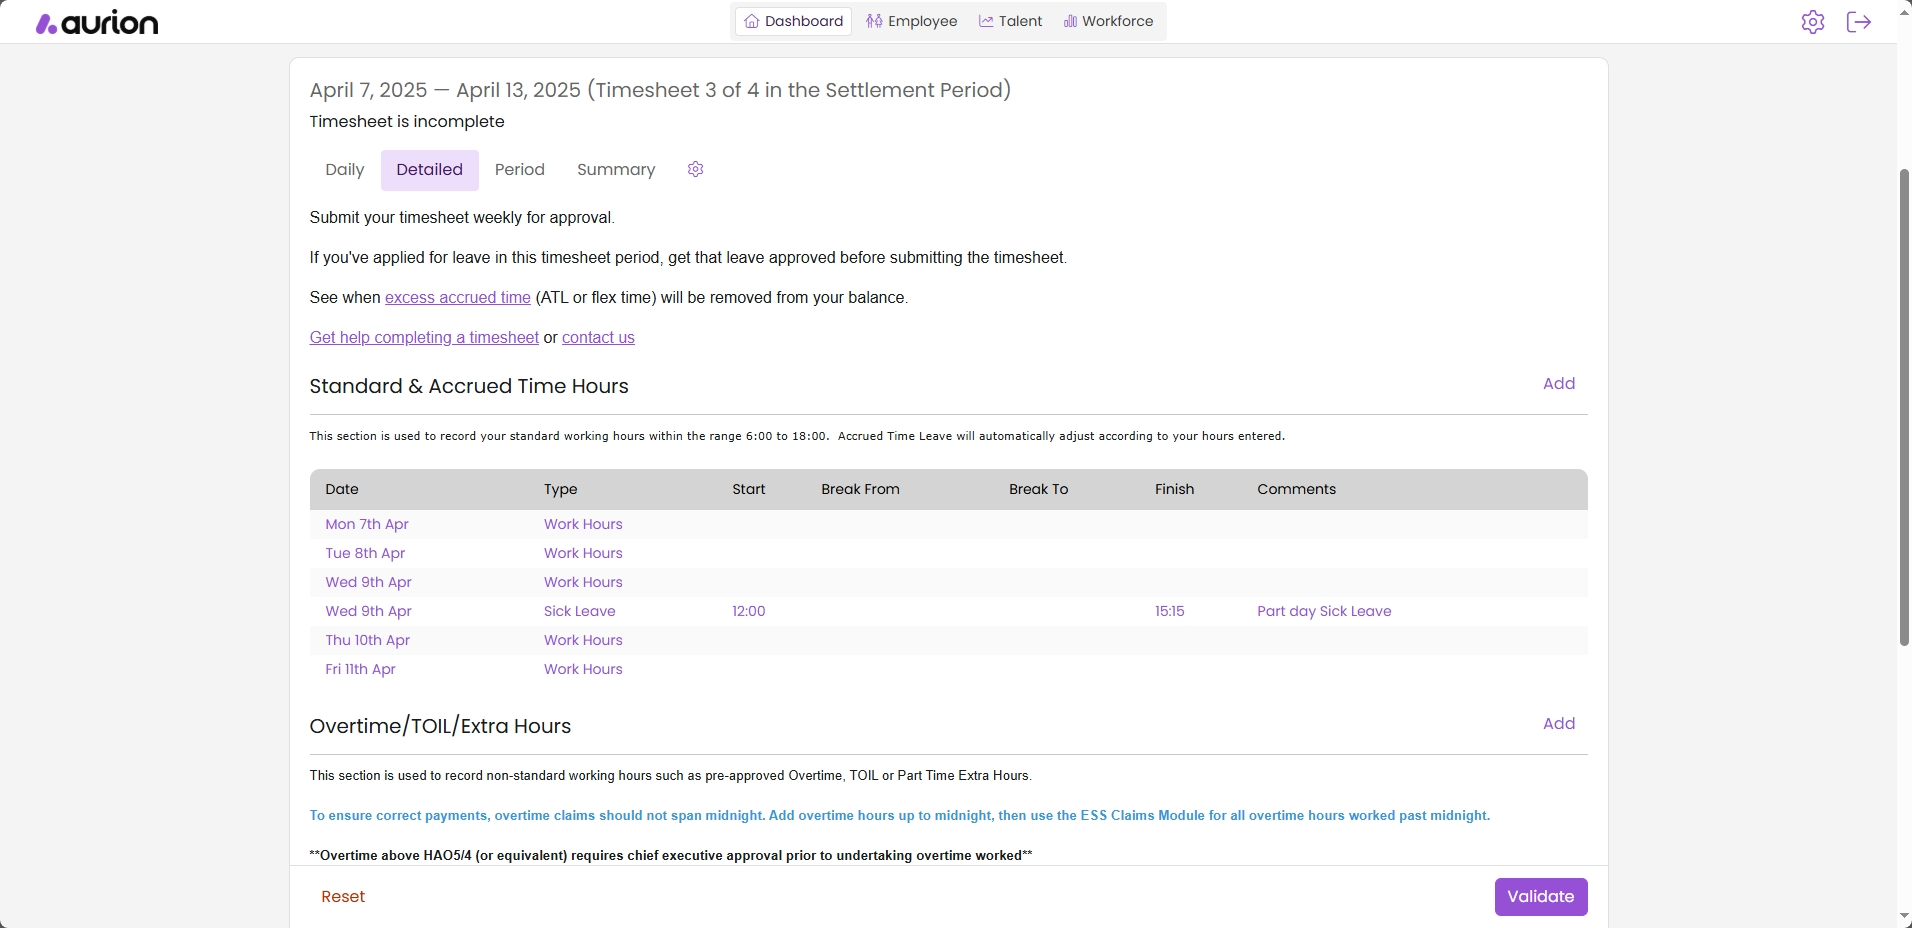 aurion
Dashboard Employee Talent Workforce
April 7, 2025 — April 13, 2025 (Timesheet 3 of 4 in the Settlement Period)
Timesheet is incomplete
Daily Detailed Period Summary
Submit your timesheet weekly for approval.
If you've applied for leave in this timesheet period, get that leave approved before submitting the timesheet.
See when excess accrued time (ATL or flex time) will be removed from your balance.
Get help completing a timesheet or contact us
Standard & Accrued Time Hours Add
This section is used to record your standard working hours within the range 6:00 to 18:00. Accrued Time Leave will automatically adjust according to your hours entered.
Date Type Start Break From Break To Finish Comments
Mon 7th Apr Work Hours
Tue 8th Apr Work Hours
Wed 9th Apr Work Hours
Wed 9th Apr Sick Leave 12:00 15:15 Part day Sick Leave
Thu 10th Apr Work Hours
Fri 11th Apr Work Hours
Overtime/TOIL/Extra Hours Add
This section is used to record non-standard working hours such as pre-approved Overtime, TOIL or Part Time Extra Hours.
To ensure correct payments, overtime claims should not span midnight. Add overtime hours up to midnight, then use the ESS Claims Module for all overtime hours worked past midnight.
**Overtime above HAO5/4 (or equivalent) requires chief executive approval prior to undertaking overtime worked**
Reset Validate